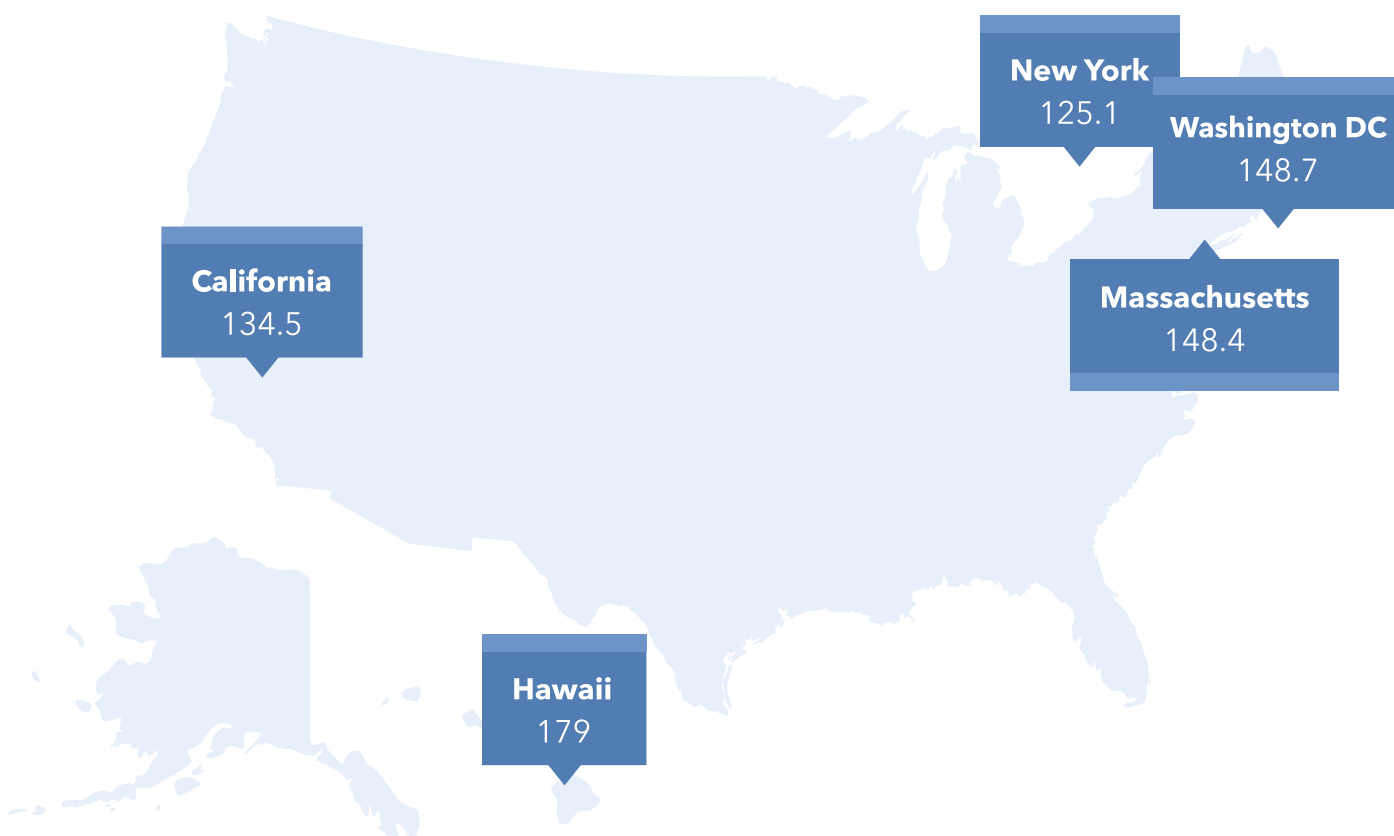 New York
125.1
Washington DC
148.7
California
134.5
Massachusetts
148.4
Hawaii
179